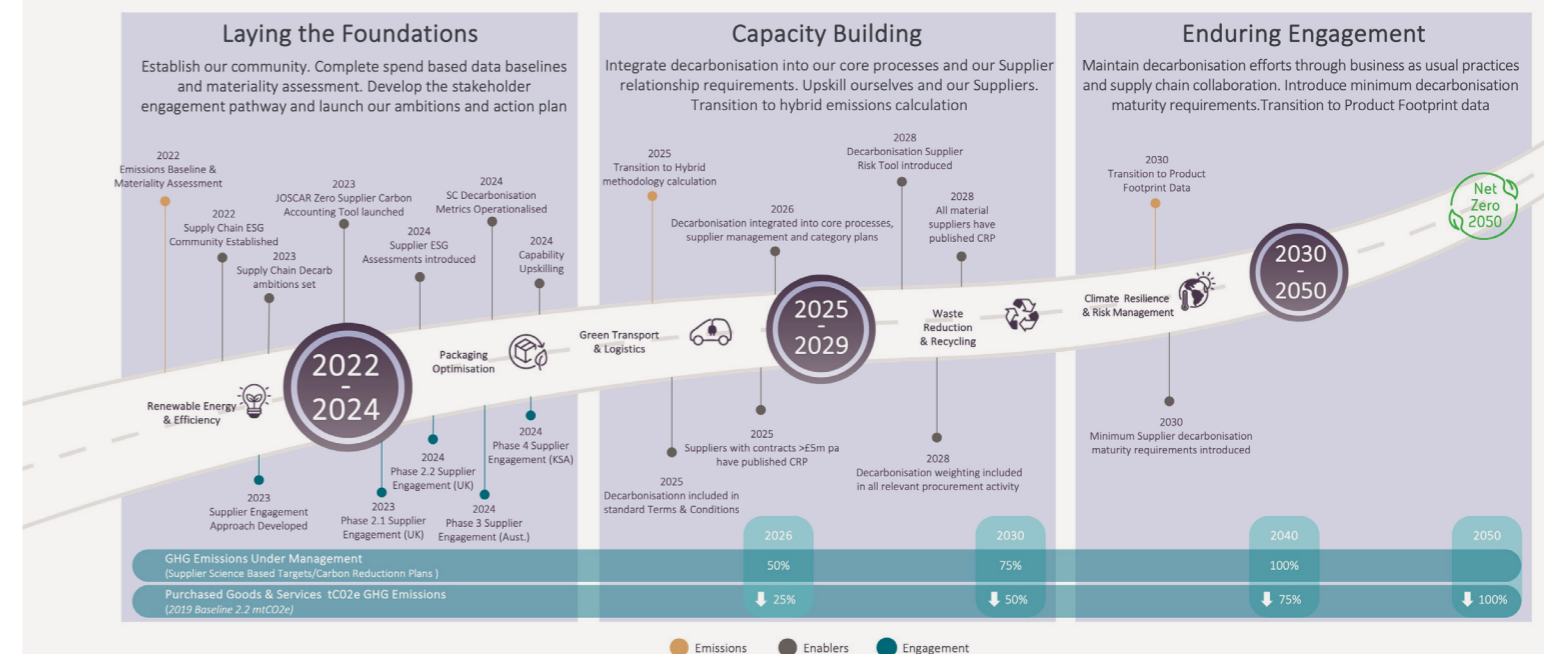 Laying the Foundations
Establish our community. Complete spend based data baselines
and materiality assessment. Develop the stakeholder
engagement pathway and launch our ambitions and action plan
Capacity Building
Integrate decarbonisation into our core processes and our Supplier
relationship requirements. Upskill ourselves and our Suppliers.
Transition to hybrid emissions calculation
Enduring Engagement
Maintain decarbonisation efforts through business as usual practices
and supply chain collaboration. Introduce minimum decarbonisation
maturity requirements.Transition to Product Footprint data
2022
Emissions Baseline &
Materiality Assessment
2022
Supply Chain ESG
Community Established
2023
Supply Chain Decarb
ambitions set
2023
JOSCAR Zero Supplier Carbon
Accounting Tool launched
2024
Supplier ESG
Assessments introduced
2024
SC Decarbonisation
Metrics Operationalised
2024
Capability
Upskilling
2025
Transition to Hybrid
methodology calculation
2026
Decarbonisation integrated into core processes,
supplier management and category plans
2028
Decarbonisation Supplier
Risk Tool introduced
2028
All material
suppliers have
published CRP
2030
Transition to Product
Footprint Data
Net
Zero
2050
Renewable Energy
& Efficiency
2022
-
2024
Packaging
Optimisation
Green Transport
& Logistics
2025
-
2029
Waste
Reduction
& Recycling
Climate Resilience
& Risk Management
2030
-
2050
2023
Supplier Engagement
Approach Developed
2023
Phase 2.1 Supplier
Engagement (UK)
2024
Phase 2.2 Supplier
Engagement (UK)
2024
Phase 3 Supplier
Engagement (Aust.)
2024
Phase 4 Supplier
Engagement (KSA)
2025
Decarbonisationn included in
standard Terms & Conditions
2025
Suppliers with contracts >£5m pa
have published CRP
2028
Decarbonisation weighting included
in all relevant procurement activity
2030
Minimum Supplier decarbonisation
maturity requirements introduced
2026
2030
2040
2050
GHG Emissions Under Management
(Supplier Science Based Targets/Carbon Reductionn Plans )
50%
75%
100%
Purchased Goods & Services tC02e GHG Emissions
(2019 Baseline 2.2 mtCO2e)
⬇ 25%
⬇ 50%
⬇ 75%
⬇ 100%
Emissions
Enablers
Engagement